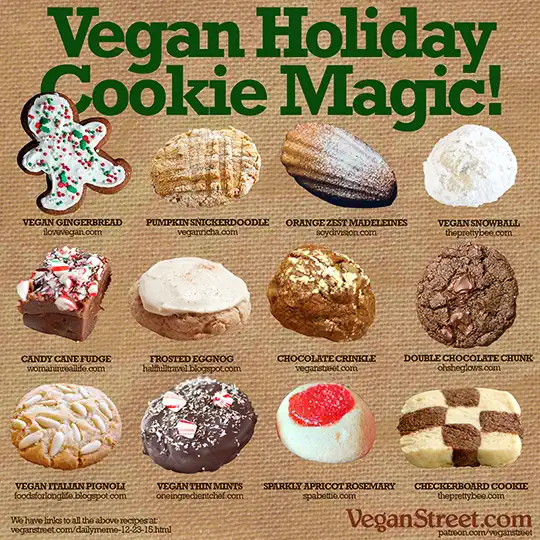 Vegan Holiday
Cookie Magic!
VEGAN GINGERBREAD
ilovevegan.com
PUMPKIN SNICKERDOODLE
veganricha.com
ORANGE ZEST MADELEINES
soydivision.com
VEGAN SNOWBALL
theprettybee.com
CANDY CANE FUDGE
womaninreallife.com
FROSTED EGGNOG
halffulltravel.blogspot.com
CHOCOLATE CRINKLE
veganstreet.com
DOUBLE CHOCOLATE CHUNK
ohsheglows.com
VEGAN ITALIAN PIGNOLI
foodsforlonglife.blogspot.com
VEGAN THIN MINTS
oneingredientchef.com
SPARKLY APRICOT ROSEMARY
spabettie.com
CHECKERBOARD COOKIE
theprettybee.com
We have links to all the above recipes at
veganstreet.com/dailymeme-12-23-15.html
VeganStreet.com
patreon.com/veganstreet